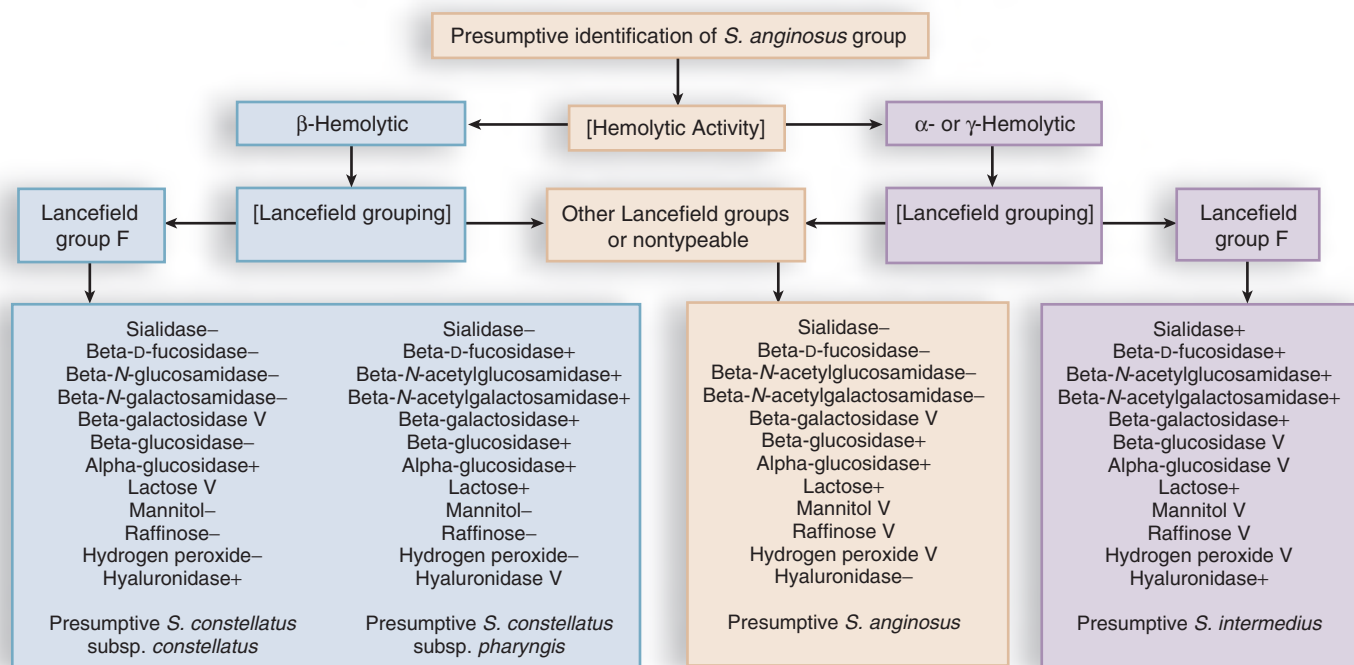 Presumptive identification of S. anginosus group
β-Hemolytic
[Hemolytic Activity]
α- or γ-Hemolytic
Lancefield
group F
[Lancefield grouping]
Other Lancefield groups
or nontypeable
[Lancefield grouping]
Lancefield
group F
Sialidase–
Beta-D-fucosidase–
Beta-N-glucosamidase–
Beta-N-galactosamidase–
Beta-galactosidase V
Beta-glucosidase–
Alpha-glucosidase+
Lactose V
Mannitol–
Raffinose–
Hydrogen peroxide–
Hyaluronidase+
Presumptive S. constellatus
subsp. constellatus
Sialidase–
Beta-D-fucosidase+
Beta-N-acetylglucosamidase+
Beta-N-acetylgalactosamidase+
Beta-galactosidase+
Beta-glucosidase+
Alpha-glucosidase+
Lactose+
Mannitol–
Raffinose–
Hydrogen peroxide–
Hyaluronidase V
Presumptive S. constellatus
subsp. pharyngis
Sialidase–
Beta-D-fucosidase–
Beta-N-acetylglucosamidase–
Beta-N-acetylgalactosamidase–
Beta-galactosidase V
Beta-glucosidase+
Alpha-glucosidase+
Lactose+
Mannitol V
Raffinose V
Hydrogen peroxide V
Hyaluronidase–
Presumptive S. anginosus
Sialidase+
Beta-D-fucosidase+
Beta-N-acetylglucosamidase+
Beta-N-acetylgalactosamidase+
Beta-galactosidase+
Beta-glucosidase V
Alpha-glucosidase V
Lactose+
Mannitol V
Raffinose V
Hydrogen peroxide V
Hyaluronidase+
Presumptive S. intermedius